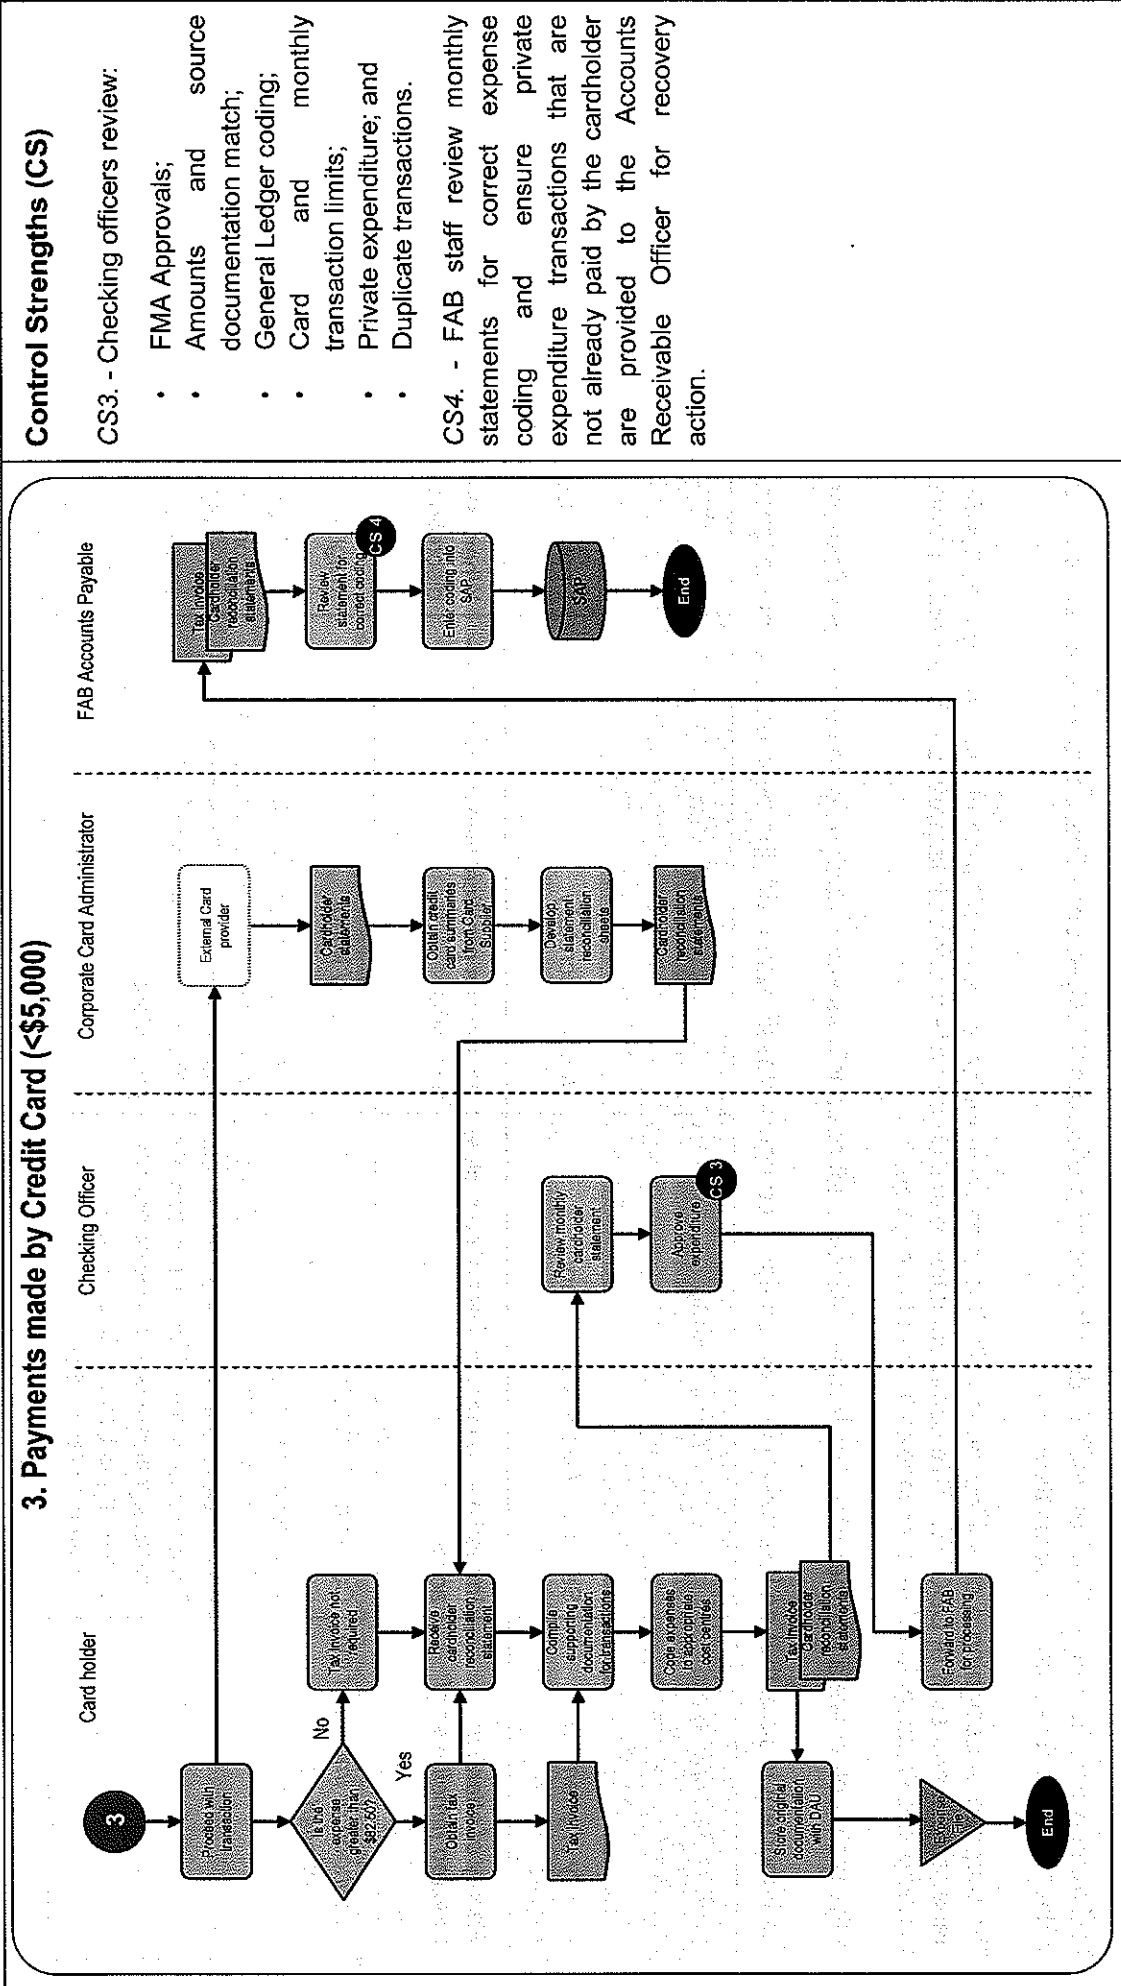 3. Payments made by Credit Card (<$5,000)
Card holder
Checking Officer
Corporate Card Administrator
FAB Accounts Payable
3
Proceed with
transaction
Is the
expense
greater than
$82.50?
No
Yes
Tax Invoice not
required
Obtain tax
invoice
Tax Invoice
Receive
cardholder
reconciliation
statement
Compile
supporting
documentation
for transactions
Code expenses
to appropriate
cost centres
Tax Invoice
Cardholder
reconciliation
statements
Store original
documentation
with DAU
File
End
Forward to FAB
for processing
Review monthly
cardholder
statement
Approve
expenditure
CS 3
External Card
provider
Cardholder
statements
Obtain credit
card summaries
from Card
Supplier
Develop
statement
reconciliation
sheets
Cardholder
reconciliation
statements
Tax Invoice
Cardholder
reconciliation
statements
Review
statement for
correct coding
CS 4
Enter coding into
SAP
SAP
End
Control Strengths (CS)
CS3. - Checking officers review:
• FMA Approvals;
• Amounts and source
documentation match;
• General Ledger coding;
• Card and monthly
transaction limits;
• Private expenditure; and
• Duplicate transactions.
CS4. - FAB staff review monthly
statements for correct expense
coding and ensure private
expenditure transactions that are
not already paid by the cardholder
are provided to the Accounts
Receivable Officer for recovery
action.